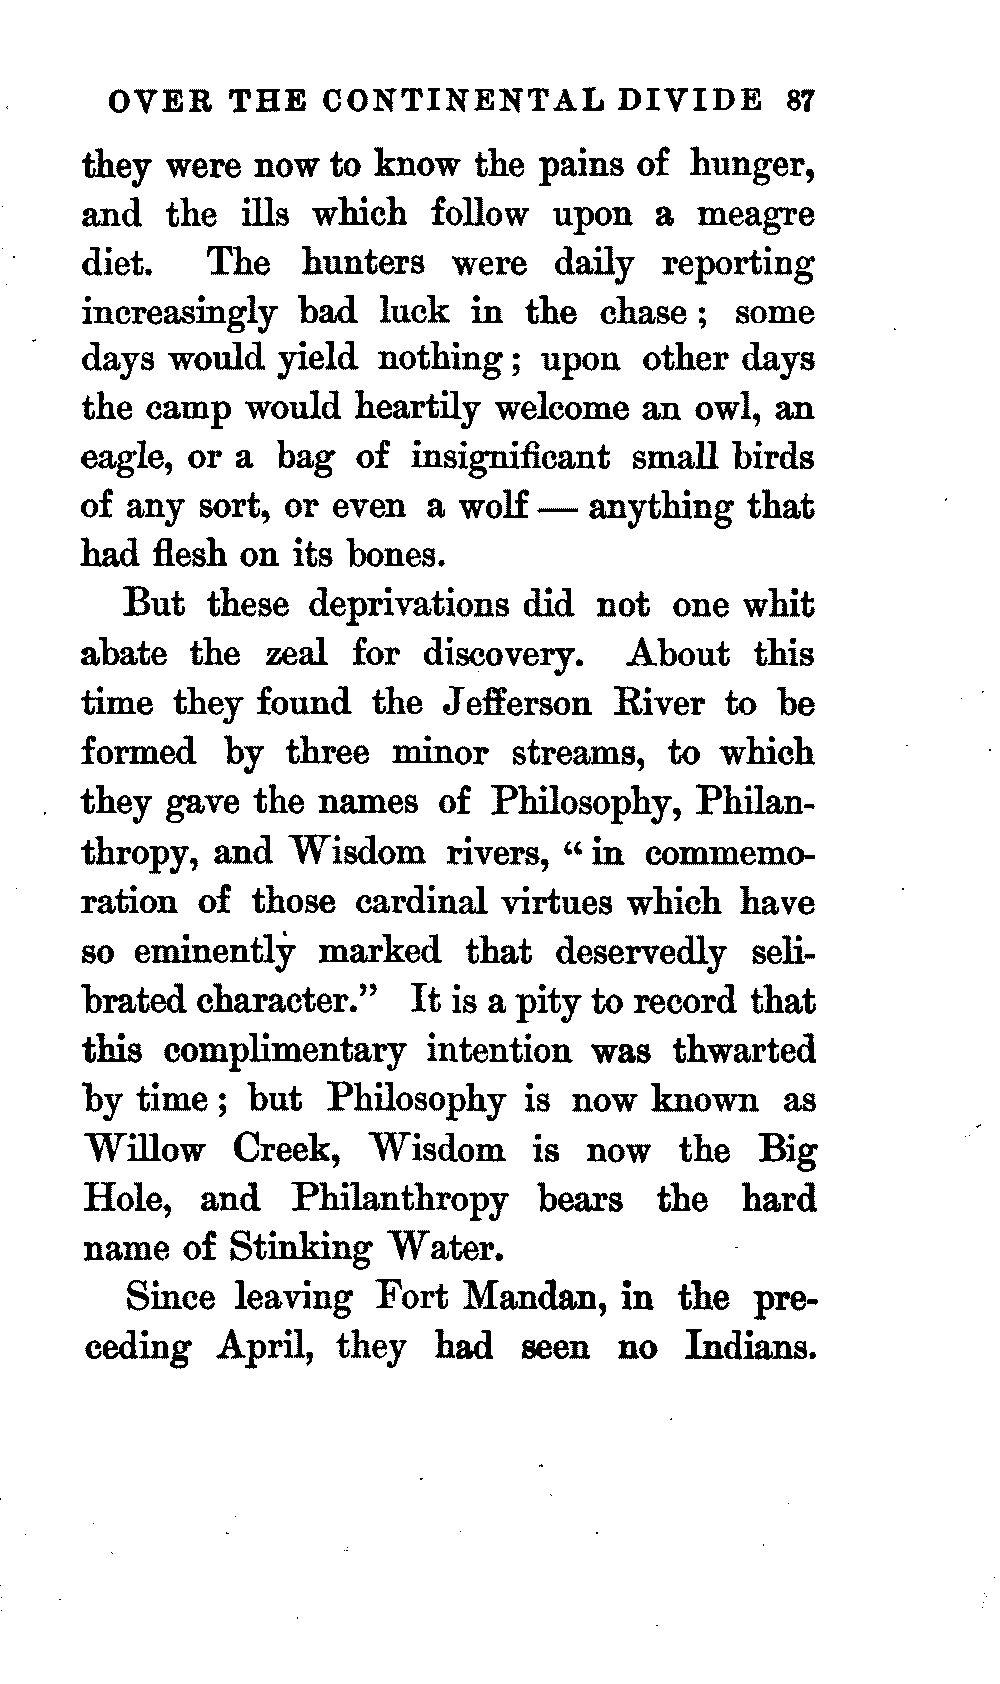 OVER THE CONTINENTAL DIVIDE 87
they were now to know the pains of hunger,
and the ills which follow upon a meagre
diet. The hunters were daily reporting
increasingly bad luck in the chase ; some
days would yield nothing ; upon other days
the camp would heartily welcome an owl, an
eagle, or a bag of insignificant small birds
of any sort, or even a wolf — anything that
had flesh on its bones.
But these deprivations did not one whit
abate the zeal for discovery. About this
time they found the Jefferson River to be
formed by three minor streams, to which
they gave the names of Philosophy, Philan-
thropy, and Wisdom rivers, “ in commemo-
ration of those cardinal virtues which have
so eminently marked that deservedly seli-
brated character.” It is a pity to record that
this complimentary intention was thwarted
by time ; but Philosophy is now known as
Willow Creek, Wisdom is now the Big
Hole, and Philanthropy bears the hard
name of Stinking Water.
Since leaving Fort Mandan, in the pre-
ceding April, they had seen no Indians.